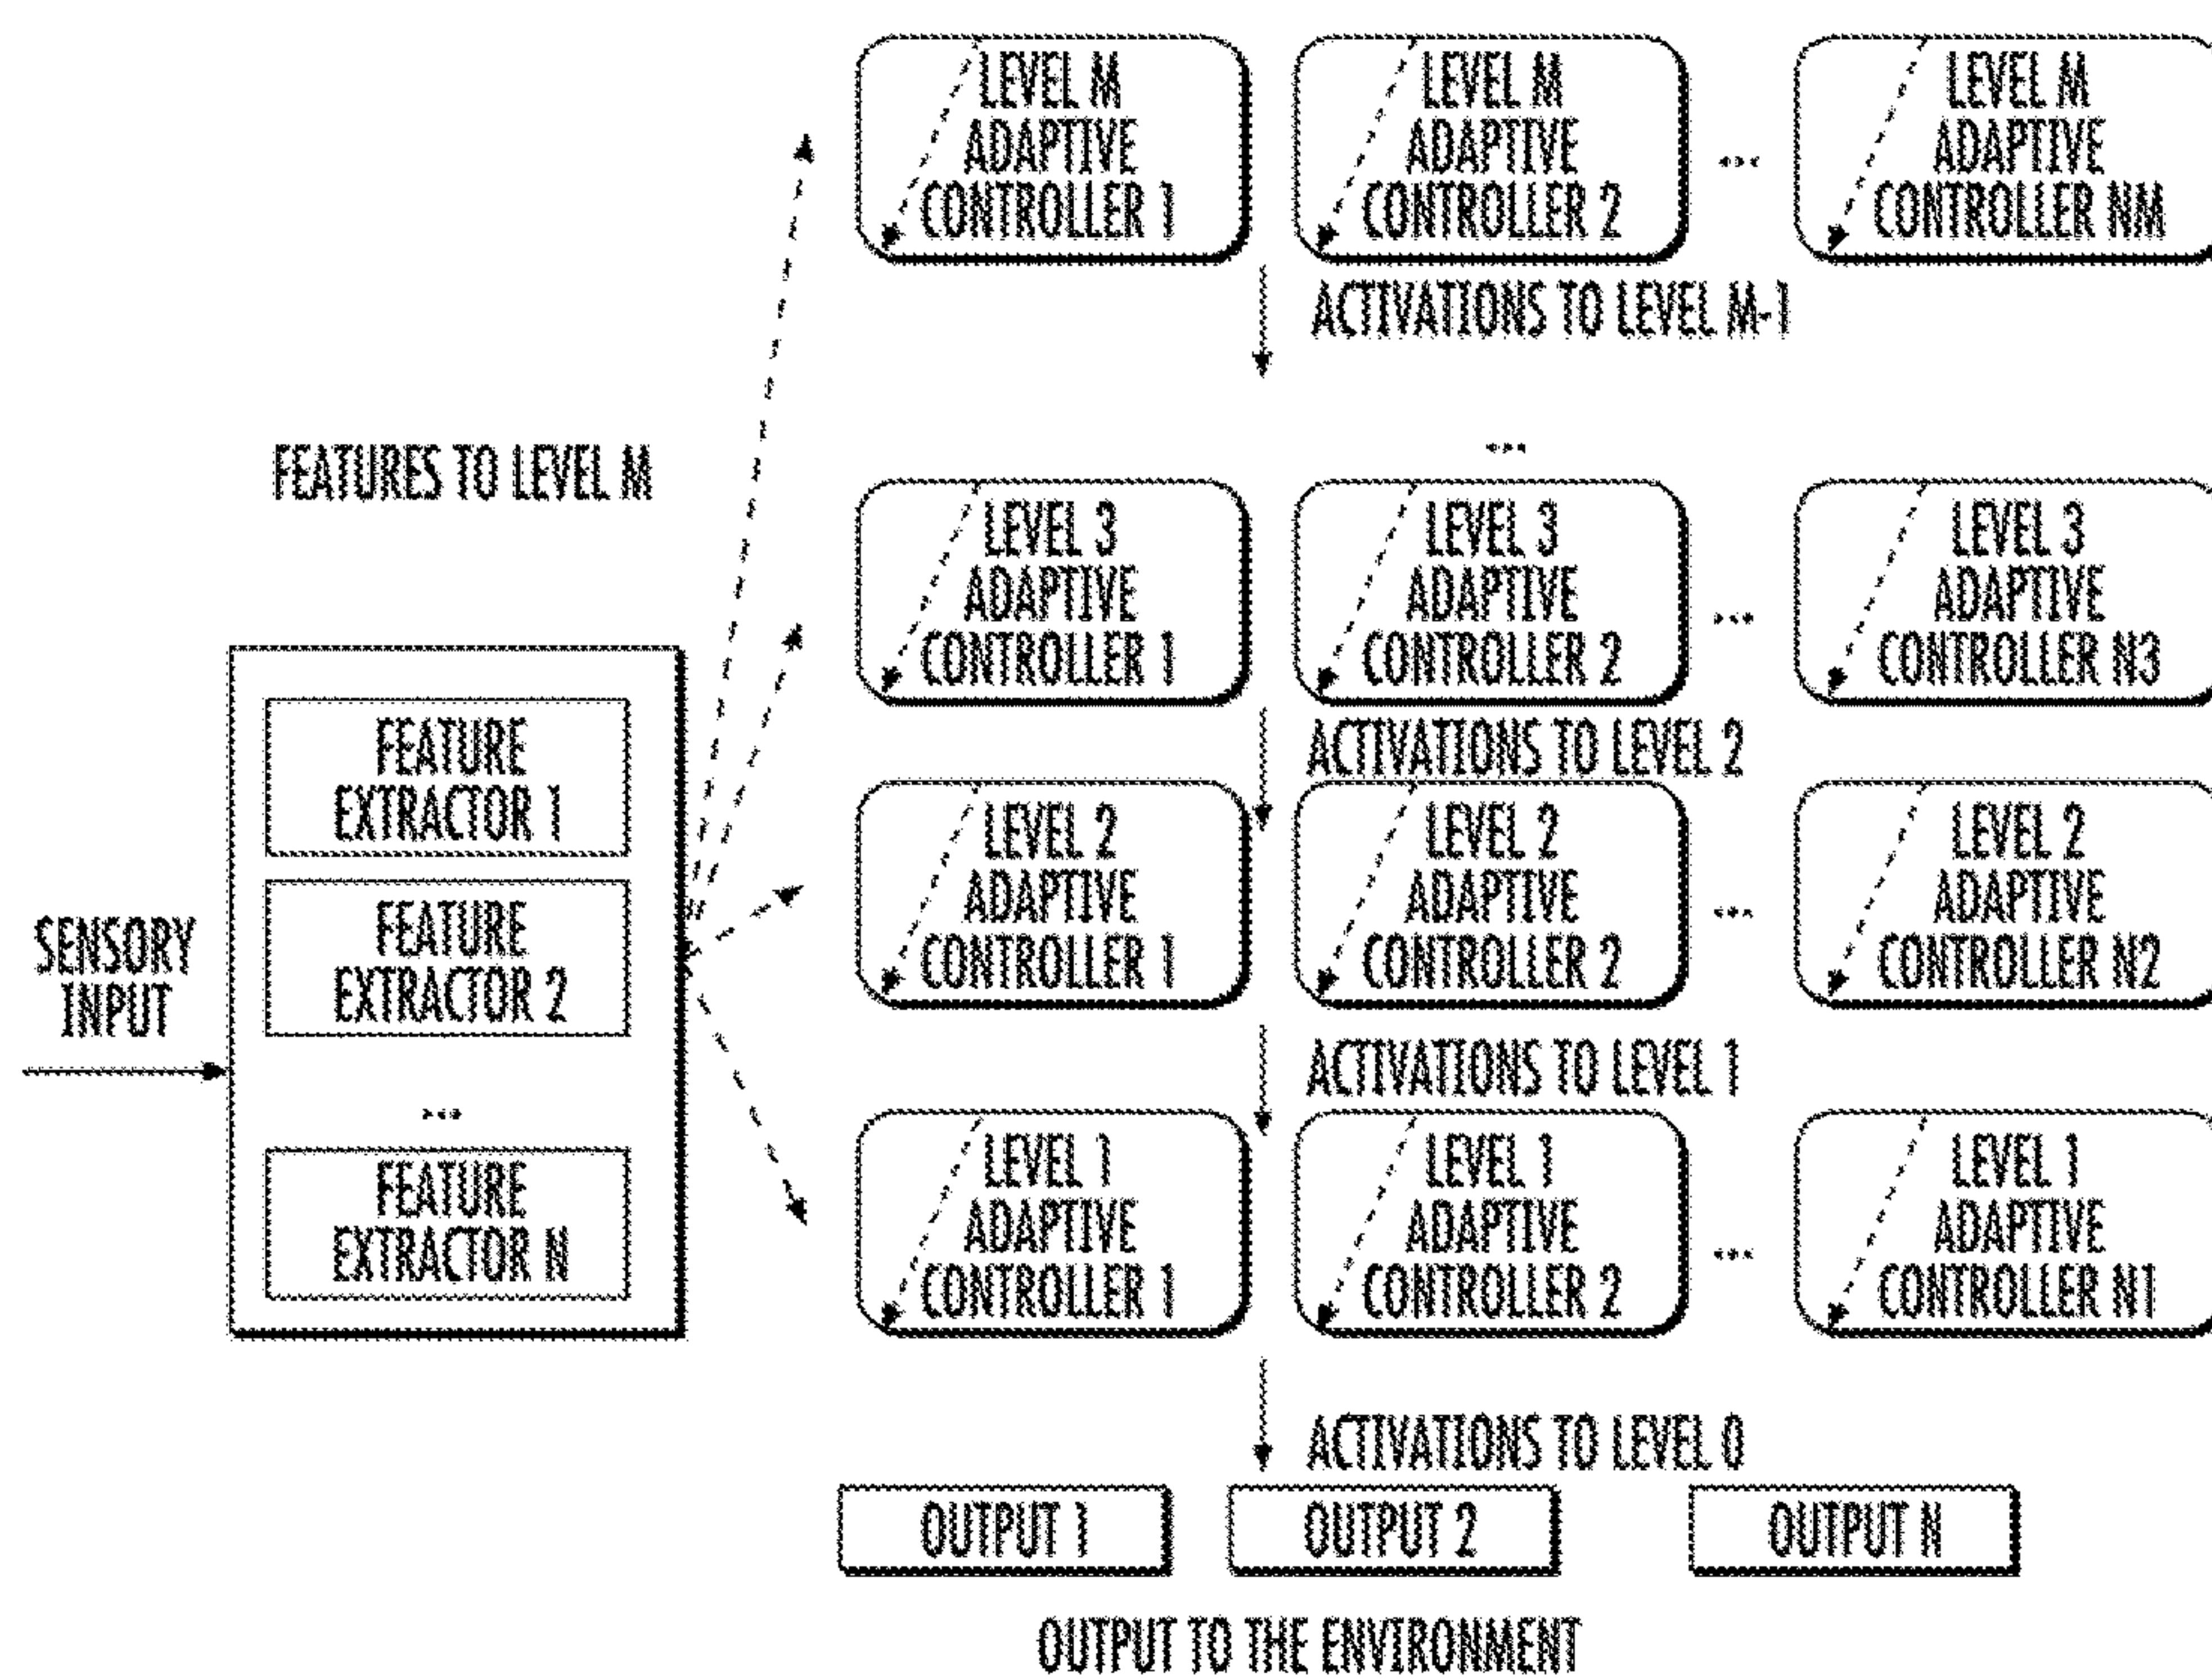 LEVEL M
ADAPTIVE
CONTROLLER 1
LEVEL M
ADAPTIVE
CONTROLLER 2
...
LEVEL M
ADAPTIVE
CONTROLLER NM
ACTIVATIONS TO LEVEL M-1
FEATURES TO LEVEL M
...
LEVEL 3
ADAPTIVE
CONTROLLER 1
LEVEL 3
ADAPTIVE
CONTROLLER 2
...
LEVEL 3
ADAPTIVE
CONTROLLER N3
ACTIVATIONS TO LEVEL 2
SENSORY
INPUT
FEATURE
EXTRACTOR 1
FEATURE
EXTRACTOR 2
...
FEATURE
EXTRACTOR N
LEVEL 2
ADAPTIVE
CONTROLLER 1
LEVEL 2
ADAPTIVE
CONTROLLER 2
...
LEVEL 2
ADAPTIVE
CONTROLLER N2
ACTIVATIONS TO LEVEL 1
LEVEL 1
ADAPTIVE
CONTROLLER 1
LEVEL 1
ADAPTIVE
CONTROLLER 2
...
LEVEL 1
ADAPTIVE
CONTROLLER N1
ACTIVATIONS TO LEVEL 0
OUTPUT 1
OUTPUT 2
OUTPUT N
OUTPUT TO THE ENVIRONMENT